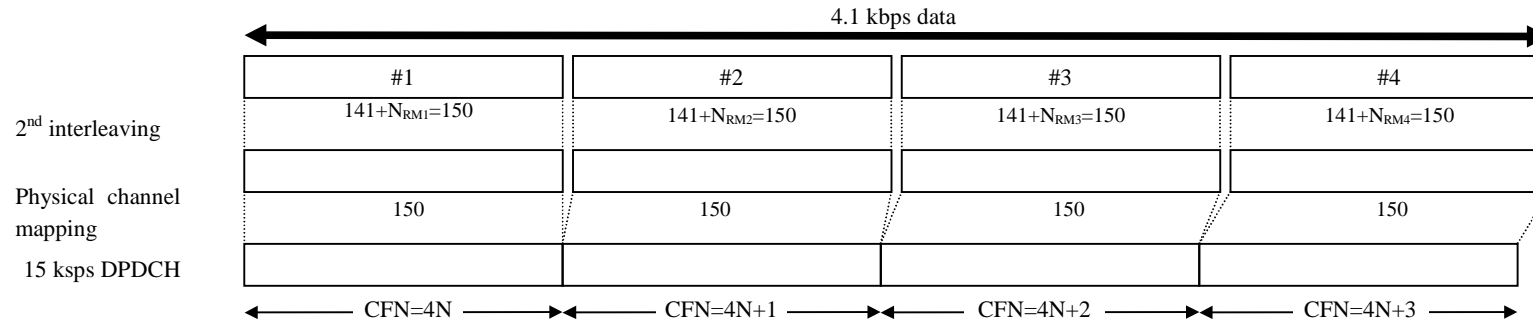 4.1 kbps data
#1 #2 #3 #4
2nd interleaving
141+NRM1=150 141+NRM2=150 141+NRM3=150 141+NRM4=150
Physical channel
mapping
150 150 150 150
15 ksps DPDCH
CFN=4N CFN=4N+1 CFN=4N+2 CFN=4N+3